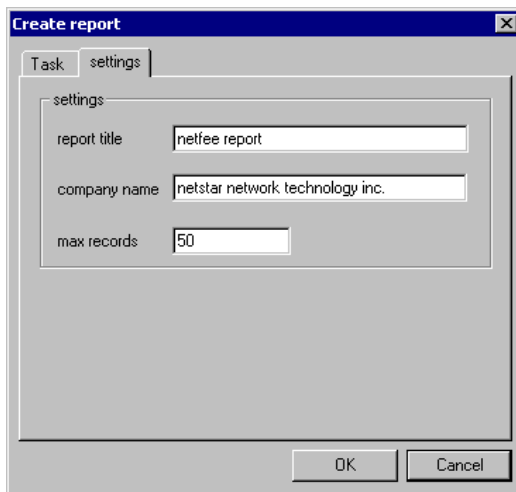 Create report
Task settings
settings
report title netfee report
company name netstar network technology inc.
max records 50
OK Cancel